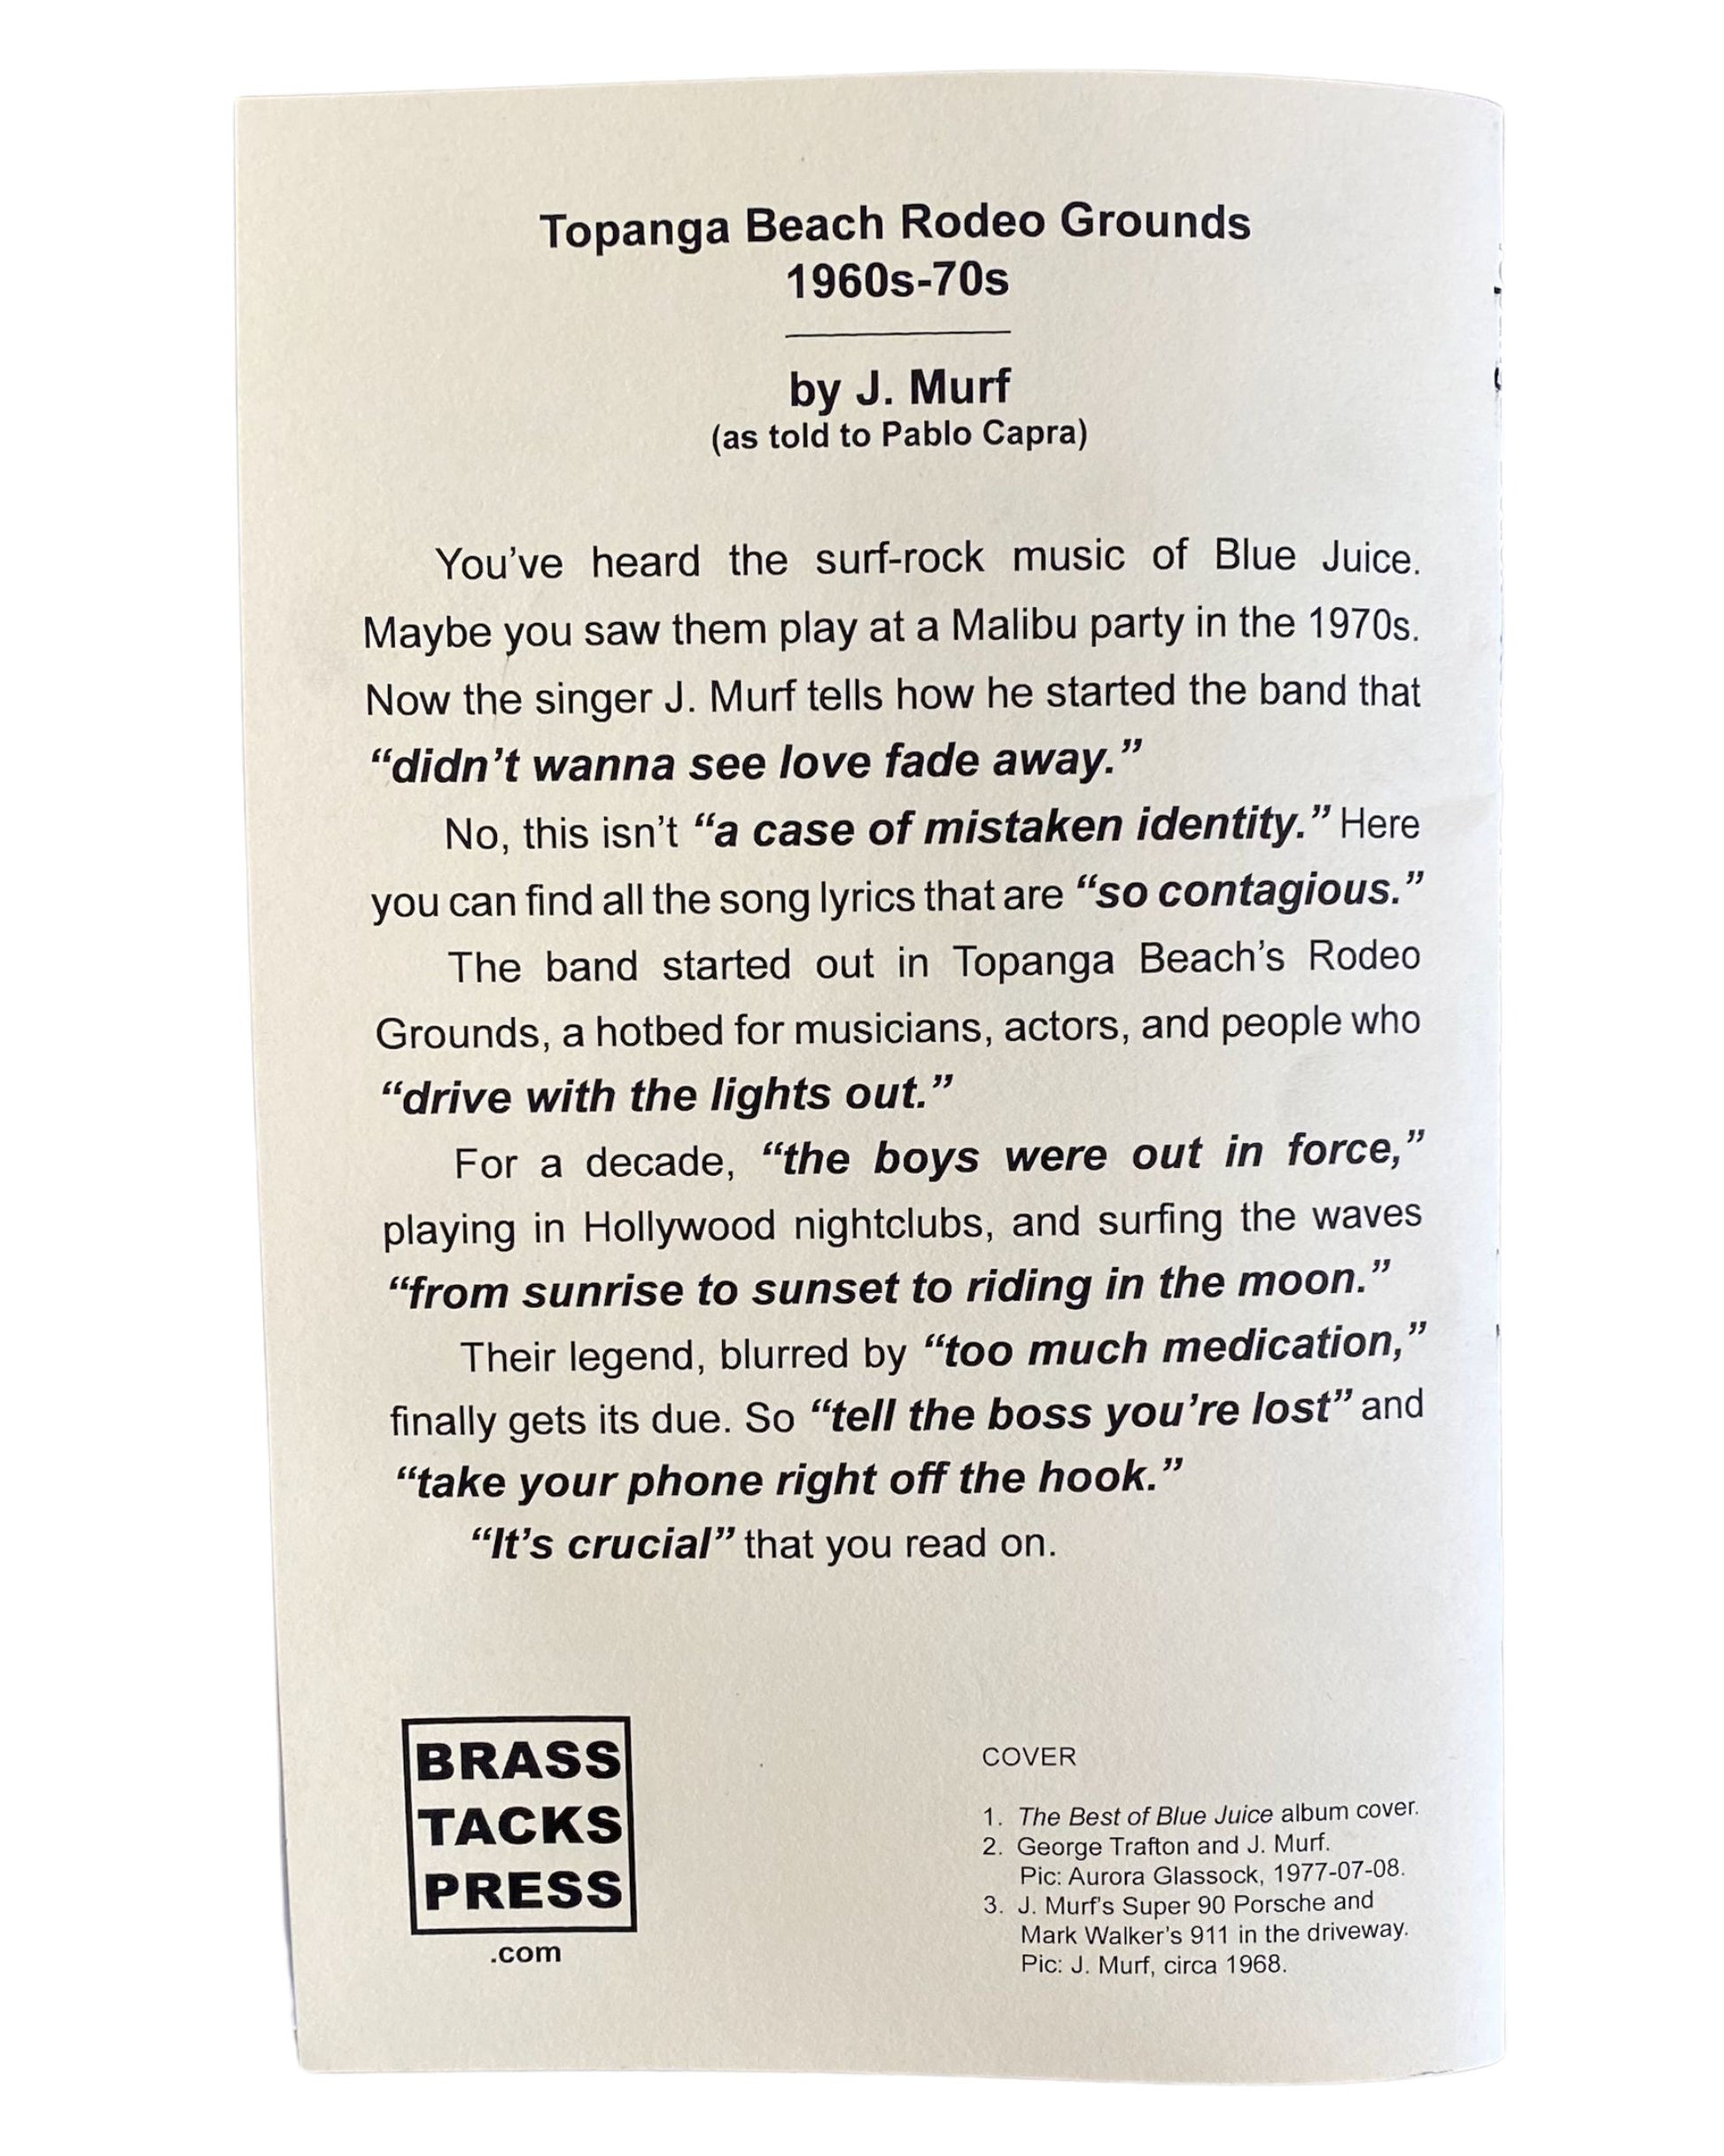 Topanga Beach Rodeo Grounds
1960s-70s
by J. Murf
(as told to Pablo Capra)
You’ve heard the surf-rock music of Blue Juice.
Maybe you saw them play at a Malibu party in the 1970s.
Now the singer J. Murf tells how he started the band that
“didn’t wanna see love fade away.”
No, this isn’t “a case of mistaken identity.” Here
you can find all the song lyrics that are “so contagious.”
The band started out in Topanga Beach’s Rodeo
Grounds, a hotbed for musicians, actors, and people who
“drive with the lights out.”
For a decade, “the boys were out in force,”
playing in Hollywood nightclubs, and surfing the waves
“from sunrise to sunset to riding in the moon.”
Their legend, blurred by “too much medication,”
finally gets its due. So “tell the boss you’re lost” and
“take your phone right off the hook.”
“It’s crucial” that you read on.
BRASS
TACKS
PRESS
.com
COVER
1. The Best of Blue Juice album cover.
2. George Trafton and J. Murf.
Pic: Aurora Glassock, 1977-07-08.
3. J. Murf's Super 90 Porsche and
Mark Walker’s 911 in the driveway.
Pic: J. Murf, circa 1968.